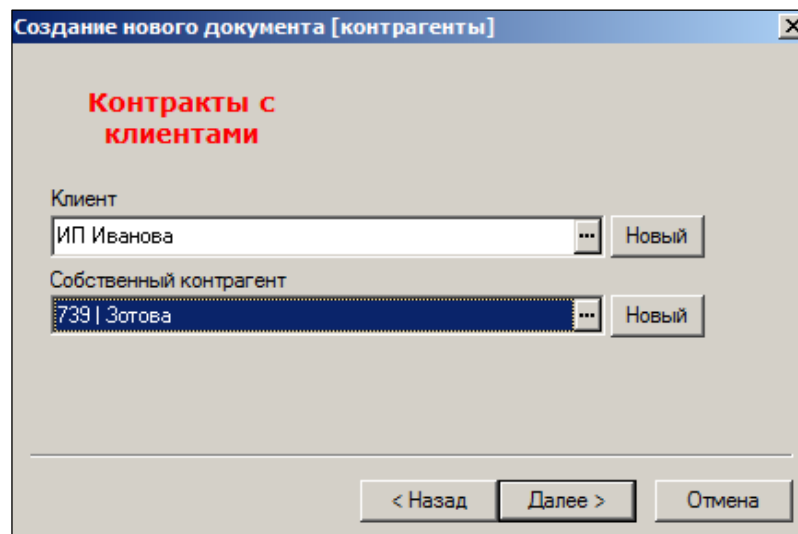 Создание нового документа [контрагенты]
Контракты с
клиентами
Клиент
ИП Иванова
...
Новый
Собственный контрагент
739 | Зотова
...
Новый
< Назад
Далее >
Отмена